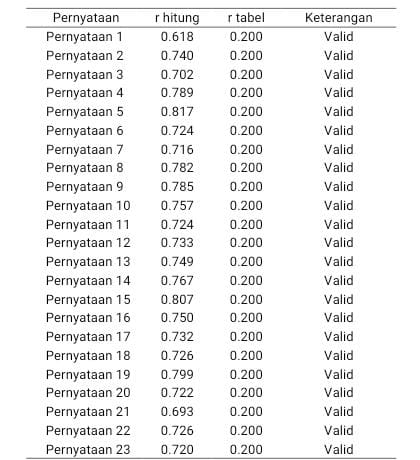 Pernyataan r hitung r tabel Keterangan
Pernyataan 1 0.618 0.200 Valid
Pernyataan 2 0.740 0.200 Valid
Pernyataan 3 0.702 0.200 Valid
Pernyataan 4 0.789 0.200 Valid
Pernyataan 5 0.817 0.200 Valid
Pernyataan 6 0.724 0.200 Valid
Pernyataan 7 0.716 0.200 Valid
Pernyataan 8 0.782 0.200 Valid
Pernyataan 9 0.785 0.200 Valid
Pernyataan 10 0.757 0.200 Valid
Pernyataan 11 0.724 0.200 Valid
Pernyataan 12 0.733 0.200 Valid
Pernyataan 13 0.749 0.200 Valid
Pernyataan 14 0.767 0.200 Valid
Pernyataan 15 0.807 0.200 Valid
Pernyataan 16 0.750 0.200 Valid
Pernyataan 17 0.732 0.200 Valid
Pernyataan 18 0.726 0.200 Valid
Pernyataan 19 0.799 0.200 Valid
Pernyataan 20 0.722 0.200 Valid
Pernyataan 21 0.693 0.200 Valid
Pernyataan 22 0.726 0.200 Valid
Pernyataan 23 0.720 0.200 Valid